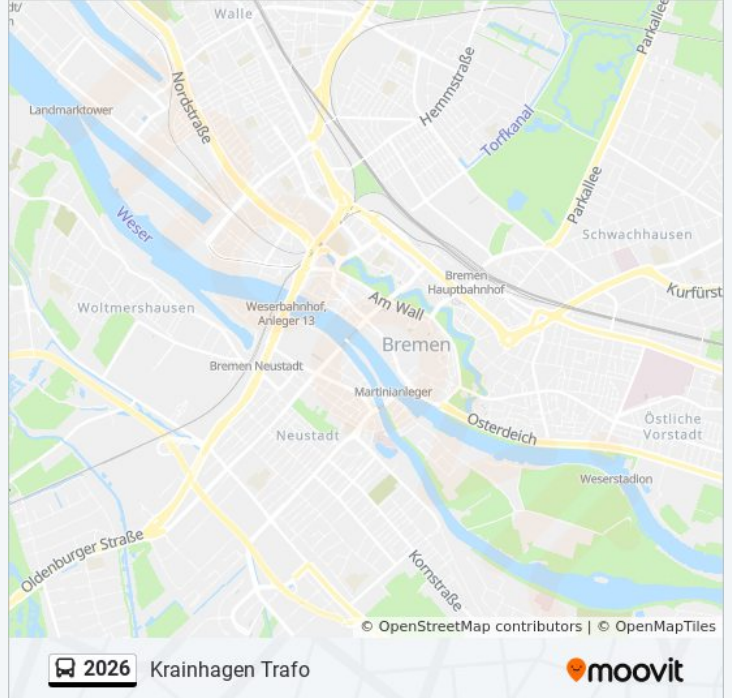 dt/
Walle
Parkallee
Hemmstraße
Nordstraße
Landmarktower
Torfkanal
Parkallee
Weser
Schwachhausen
Bremen
Hauptbahnhof
Kurfürst
Woltmershausen
Weserbahnhof,
Anleger 13
Am Wall
Bremen
Bremen Neustadt
Martinianleger
Osterdeich
Östliche
Vorstadt
Neustadt
Weserstadion
Oldenburger Straße
Kornstraße
© OpenStreetMap contributors | © OpenMapTiles
2026 Krainhagen Trafo
moovit